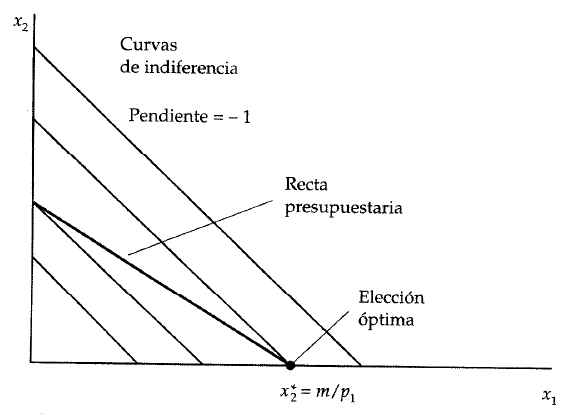 x₂
Curvas
de indiferencia
Pendiente = – 1
Recta
presupuestaria
Elección
óptima
x₂* = m/p₁
x₁